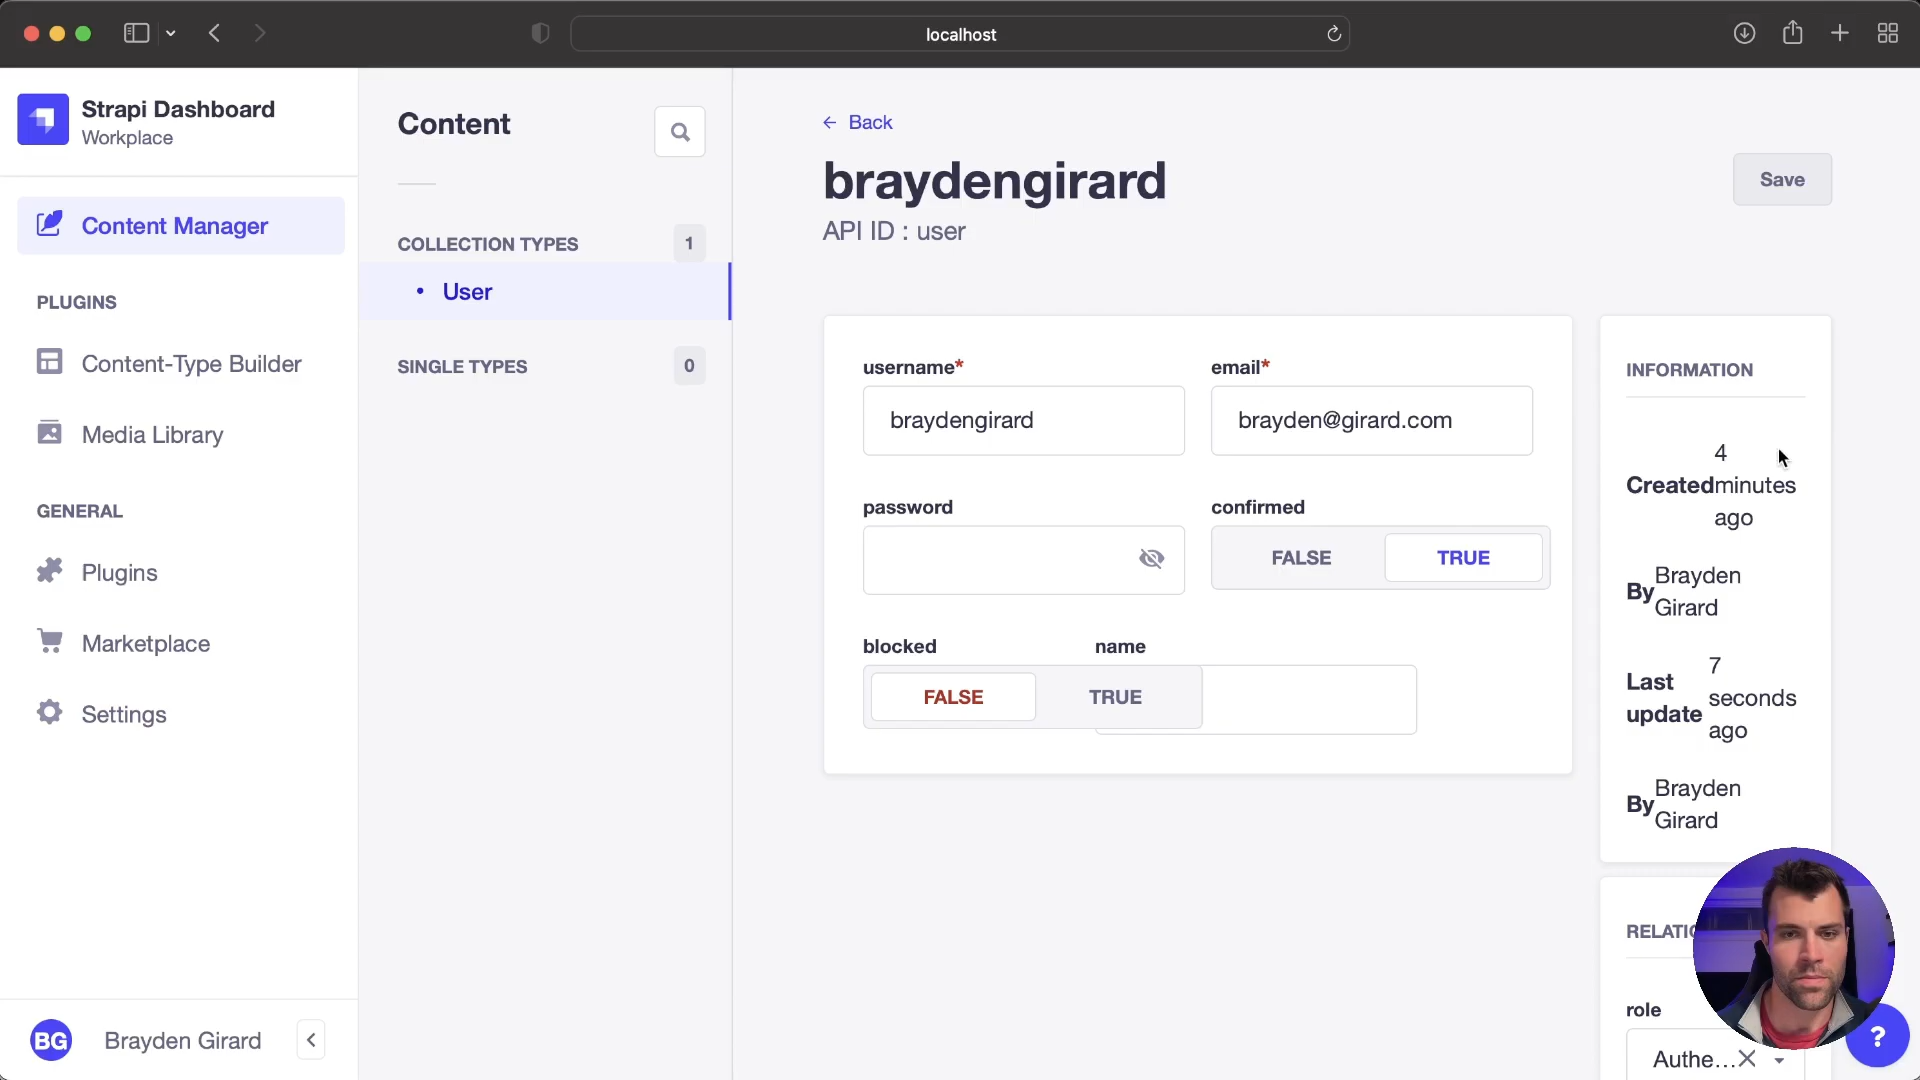 localhost
Strapi Dashboard
Workplace
Content Manager
PLUGINS
Content-Type Builder
Media Library
GENERAL
Plugins
Marketplace
Settings
BG
Brayden Girard
Content
COLLECTION TYPES 1
User
SINGLE TYPES 0
Back
braydengirard
API ID : user
Save
username*
braydengirard
email*
brayden@girard.com
password
confirmed
FALSE TRUE
blocked
FALSE TRUE
name
INFORMATION
Created 4 minutes ago
By Brayden Girard
Last update 7 seconds ago
By Brayden Girard
RELATIO
role
Authe...
?